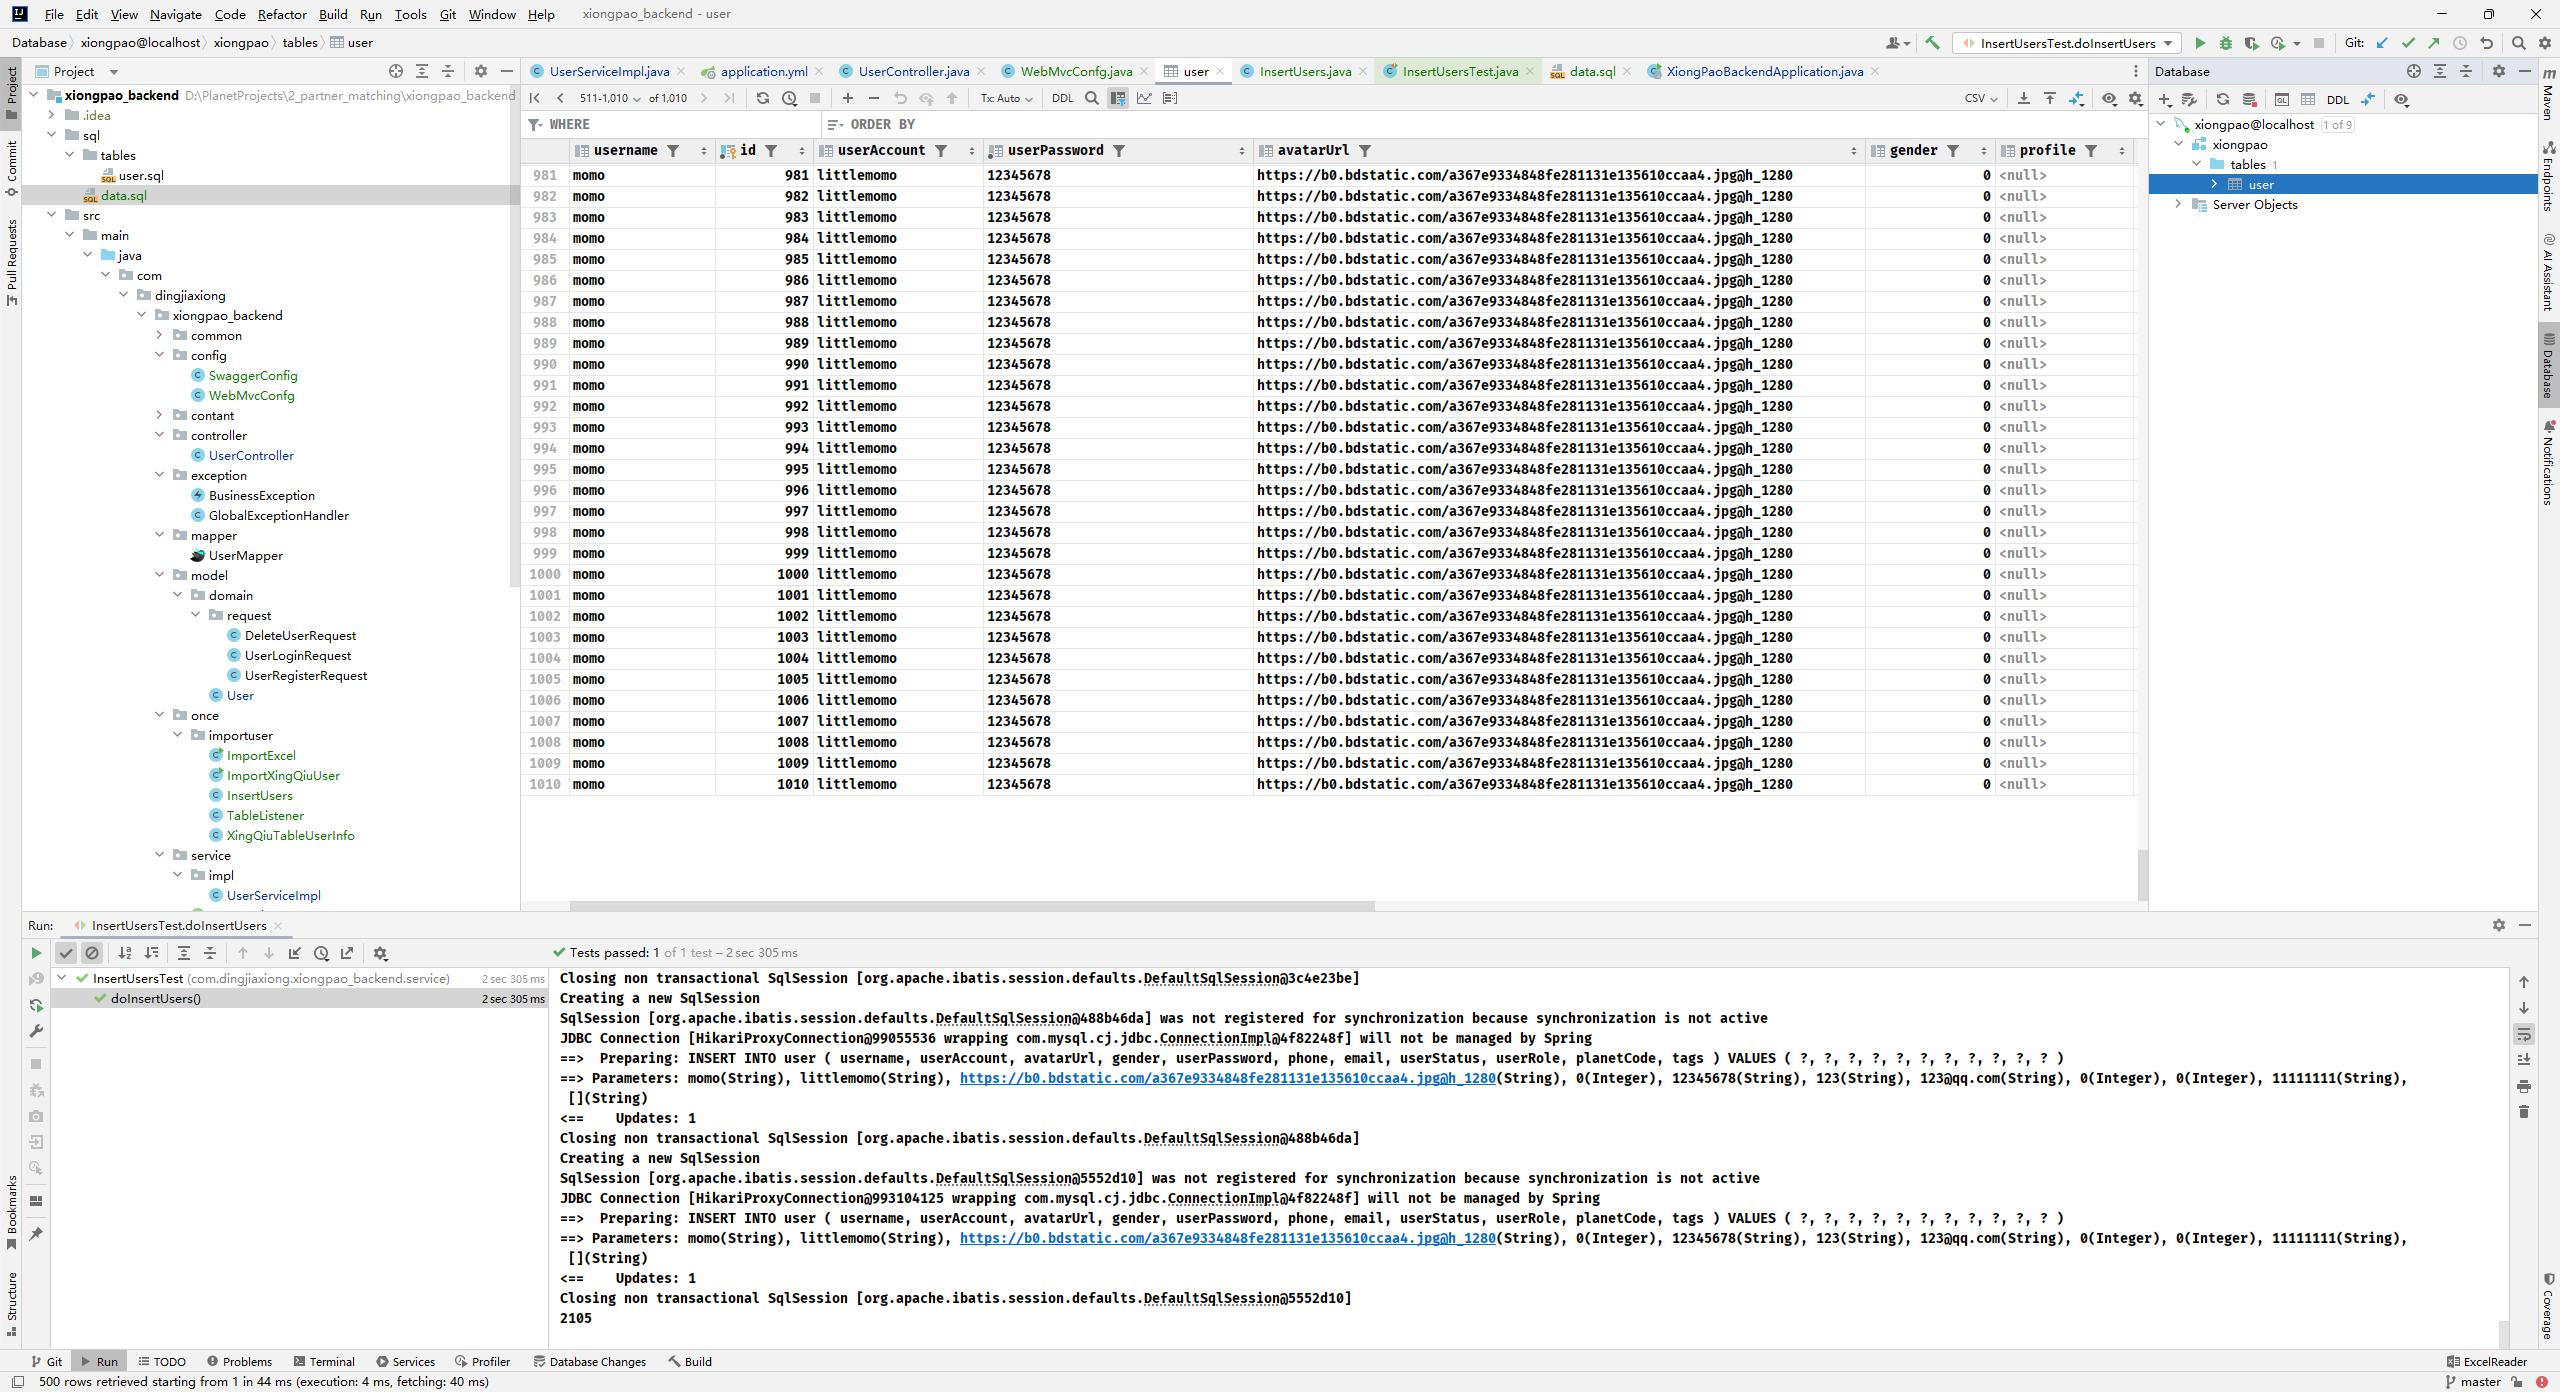 File Edit View Navigate Code Refactor Build Run Tools Git Window Help xiongpao_backend - user
Database xiongpao@localhost xiongpao tables user
InsertUsersTest.doInsertUsers Git:
Project
UserServiceImpl.java application.yml UserController.java WebMvcConfg.java user InsertUsers.java InsertUsersTest.java data.sql XiongPaoBackendApplication.java
Database
511-1,010 of 1,010 Tx: Auto DDL CSV
DDL
WHERE ORDER BY
username id userAccount userPassword avatarUrl gender profile
981 momo 981 littlemomo 12345678 https://b0.bdstatic.com/a367e9334848fe281131e135610ccaa4.jpg@h_1280 0 <null>
982 momo 982 littlemomo 12345678 https://b0.bdstatic.com/a367e9334848fe281131e135610ccaa4.jpg@h_1280 0 <null>
983 momo 983 littlemomo 12345678 https://b0.bdstatic.com/a367e9334848fe281131e135610ccaa4.jpg@h_1280 0 <null>
984 momo 984 littlemomo 12345678 https://b0.bdstatic.com/a367e9334848fe281131e135610ccaa4.jpg@h_1280 0 <null>
985 momo 985 littlemomo 12345678 https://b0.bdstatic.com/a367e9334848fe281131e135610ccaa4.jpg@h_1280 0 <null>
986 momo 986 littlemomo 12345678 https://b0.bdstatic.com/a367e9334848fe281131e135610ccaa4.jpg@h_1280 0 <null>
987 momo 987 littlemomo 12345678 https://b0.bdstatic.com/a367e9334848fe281131e135610ccaa4.jpg@h_1280 0 <null>
988 momo 988 littlemomo 12345678 https://b0.bdstatic.com/a367e9334848fe281131e135610ccaa4.jpg@h_1280 0 <null>
989 momo 989 littlemomo 12345678 https://b0.bdstatic.com/a367e9334848fe281131e135610ccaa4.jpg@h_1280 0 <null>
990 momo 990 littlemomo 12345678 https://b0.bdstatic.com/a367e9334848fe281131e135610ccaa4.jpg@h_1280 0 <null>
991 momo 991 littlemomo 12345678 https://b0.bdstatic.com/a367e9334848fe281131e135610ccaa4.jpg@h_1280 0 <null>
992 momo 992 littlemomo 12345678 https://b0.bdstatic.com/a367e9334848fe281131e135610ccaa4.jpg@h_1280 0 <null>
993 momo 993 littlemomo 12345678 https://b0.bdstatic.com/a367e9334848fe281131e135610ccaa4.jpg@h_1280 0 <null>
994 momo 994 littlemomo 12345678 https://b0.bdstatic.com/a367e9334848fe281131e135610ccaa4.jpg@h_1280 0 <null>
995 momo 995 littlemomo 12345678 https://b0.bdstatic.com/a367e9334848fe281131e135610ccaa4.jpg@h_1280 0 <null>
996 momo 996 littlemomo 12345678 https://b0.bdstatic.com/a367e9334848fe281131e135610ccaa4.jpg@h_1280 0 <null>
997 momo 997 littlemomo 12345678 https://b0.bdstatic.com/a367e9334848fe281131e135610ccaa4.jpg@h_1280 0 <null>
998 momo 998 littlemomo 12345678 https://b0.bdstatic.com/a367e9334848fe281131e135610ccaa4.jpg@h_1280 0 <null>
999 momo 999 littlemomo 12345678 https://b0.bdstatic.com/a367e9334848fe281131e135610ccaa4.jpg@h_1280 0 <null>
1000 momo 1000 littlemomo 12345678 https://b0.bdstatic.com/a367e9334848fe281131e135610ccaa4.jpg@h_1280 0 <null>
1001 momo 1001 littlemomo 12345678 https://b0.bdstatic.com/a367e9334848fe281131e135610ccaa4.jpg@h_1280 0 <null>
1002 momo 1002 littlemomo 12345678 https://b0.bdstatic.com/a367e9334848fe281131e135610ccaa4.jpg@h_1280 0 <null>
1003 momo 1003 littlemomo 12345678 https://b0.bdstatic.com/a367e9334848fe281131e135610ccaa4.jpg@h_1280 0 <null>
1004 momo 1004 littlemomo 12345678 https://b0.bdstatic.com/a367e9334848fe281131e135610ccaa4.jpg@h_1280 0 <null>
1005 momo 1005 littlemomo 12345678 https://b0.bdstatic.com/a367e9334848fe281131e135610ccaa4.jpg@h_1280 0 <null>
1006 momo 1006 littlemomo 12345678 https://b0.bdstatic.com/a367e9334848fe281131e135610ccaa4.jpg@h_1280 0 <null>
1007 momo 1007 littlemomo 12345678 https://b0.bdstatic.com/a367e9334848fe281131e135610ccaa4.jpg@h_1280 0 <null>
1008 momo 1008 littlemomo 12345678 https://b0.bdstatic.com/a367e9334848fe281131e135610ccaa4.jpg@h_1280 0 <null>
1009 momo 1009 littlemomo 12345678 https://b0.bdstatic.com/a367e9334848fe281131e135610ccaa4.jpg@h_1280 0 <null>
1010 momo 1010 littlemomo 12345678 https://b0.bdstatic.com/a367e9334848fe281131e135610ccaa4.jpg@h_1280 0 <null>
xiongpao_backend D:\PlanetProjects\2_partner_matching\xiongpao_backend
.idea
sql
tables
user.sql
data.sql
src
main
java
com
dingjiaxiong
xiongpao_backend
common
config
SwaggerConfig
WebMvcConfg
contant
controller
UserController
exception
BusinessException
GlobalExceptionHandler
mapper
UserMapper
model
domain
request
DeleteUserRequest
UserLoginRequest
UserRegisterRequest
User
once
importuser
ImportExcel
ImportXingQiuUser
InsertUsers
TableListener
XingQiuTableUserInfo
service
impl
UserServiceImpl
xiongpao@localhost 1 of 9
xiongpao
tables 1
user
Server Objects
Project
Commit
Pull Requests
Bookmarks
Structure
Maven
Endpoints
AI Assistant
Database
Notifications
Coverage
Run: InsertUsersTest.doInsertUsers
Tests passed: 1 of 1 test – 2 sec 305 ms
InsertUsersTest (com.dingjiaxiong.xiongpao_backend.service) 2 sec 305 ms
doInsertUsers() 2 sec 305 ms
Closing non transactional SqlSession [org.apache.ibatis.session.defaults.DefaultSqlSession@3c4e23be]
Creating a new SqlSession
SqlSession [org.apache.ibatis.session.defaults.DefaultSqlSession@488b46da] was not registered for synchronization because synchronization is not active
JDBC Connection [HikariProxyConnection@99055536 wrapping com.mysql.cj.jdbc.ConnectionImpl@4f82248f] will not be managed by Spring
==>  Preparing: INSERT INTO user ( username, userAccount, avatarUrl, gender, userPassword, phone, email, userStatus, userRole, planetCode, tags ) VALUES ( ?, ?, ?, ?, ?, ?, ?, ?, ?, ?, ? )
==> Parameters: momo(String), littlemomo(String), https://b0.bdstatic.com/a367e9334848fe281131e135610ccaa4.jpg@h_1280(String), 0(Integer), 12345678(String), 123(String), 123@qq.com(String), 0(Integer), 0(Integer), 11111111(String),
[](String)
<==    Updates: 1
Closing non transactional SqlSession [org.apache.ibatis.session.defaults.DefaultSqlSession@488b46da]
Creating a new SqlSession
SqlSession [org.apache.ibatis.session.defaults.DefaultSqlSession@5552d10] was not registered for synchronization because synchronization is not active
JDBC Connection [HikariProxyConnection@993104125 wrapping com.mysql.cj.jdbc.ConnectionImpl@4f82248f] will not be managed by Spring
==>  Preparing: INSERT INTO user ( username, userAccount, avatarUrl, gender, userPassword, phone, email, userStatus, userRole, planetCode, tags ) VALUES ( ?, ?, ?, ?, ?, ?, ?, ?, ?, ?, ? )
==> Parameters: momo(String), littlemomo(String), https://b0.bdstatic.com/a367e9334848fe281131e135610ccaa4.jpg@h_1280(String), 0(Integer), 12345678(String), 123(String), 123@qq.com(String), 0(Integer), 0(Integer), 11111111(String),
[](String)
<==    Updates: 1
Closing non transactional SqlSession [org.apache.ibatis.session.defaults.DefaultSqlSession@5552d10]
2105
Git Run TODO Problems Terminal Services Profiler Database Changes Build ExcelReader
500 rows retrieved starting from 1 in 44 ms (execution: 4 ms, fetching: 40 ms) master